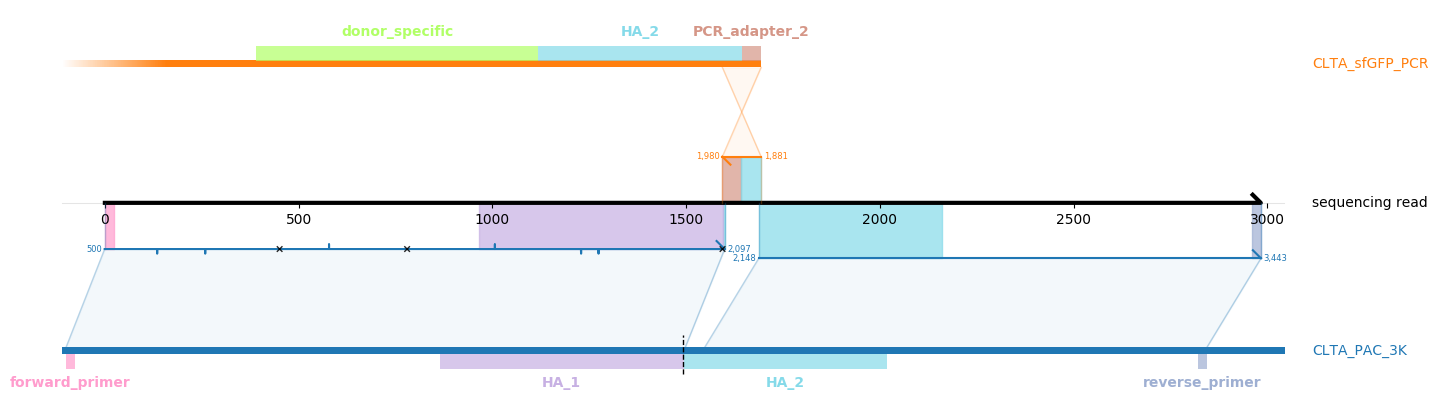 donor_specific HA_2 PCR_adapter_2
CLTA_sfGFP_PCR
1,980 1,881
sequencing read
0 500 1000 1500 2000 2500 3000
500 2,097
2,148 3,443
CLTA_PAC_3K
forward_primer HA_1 HA_2 reverse_primer